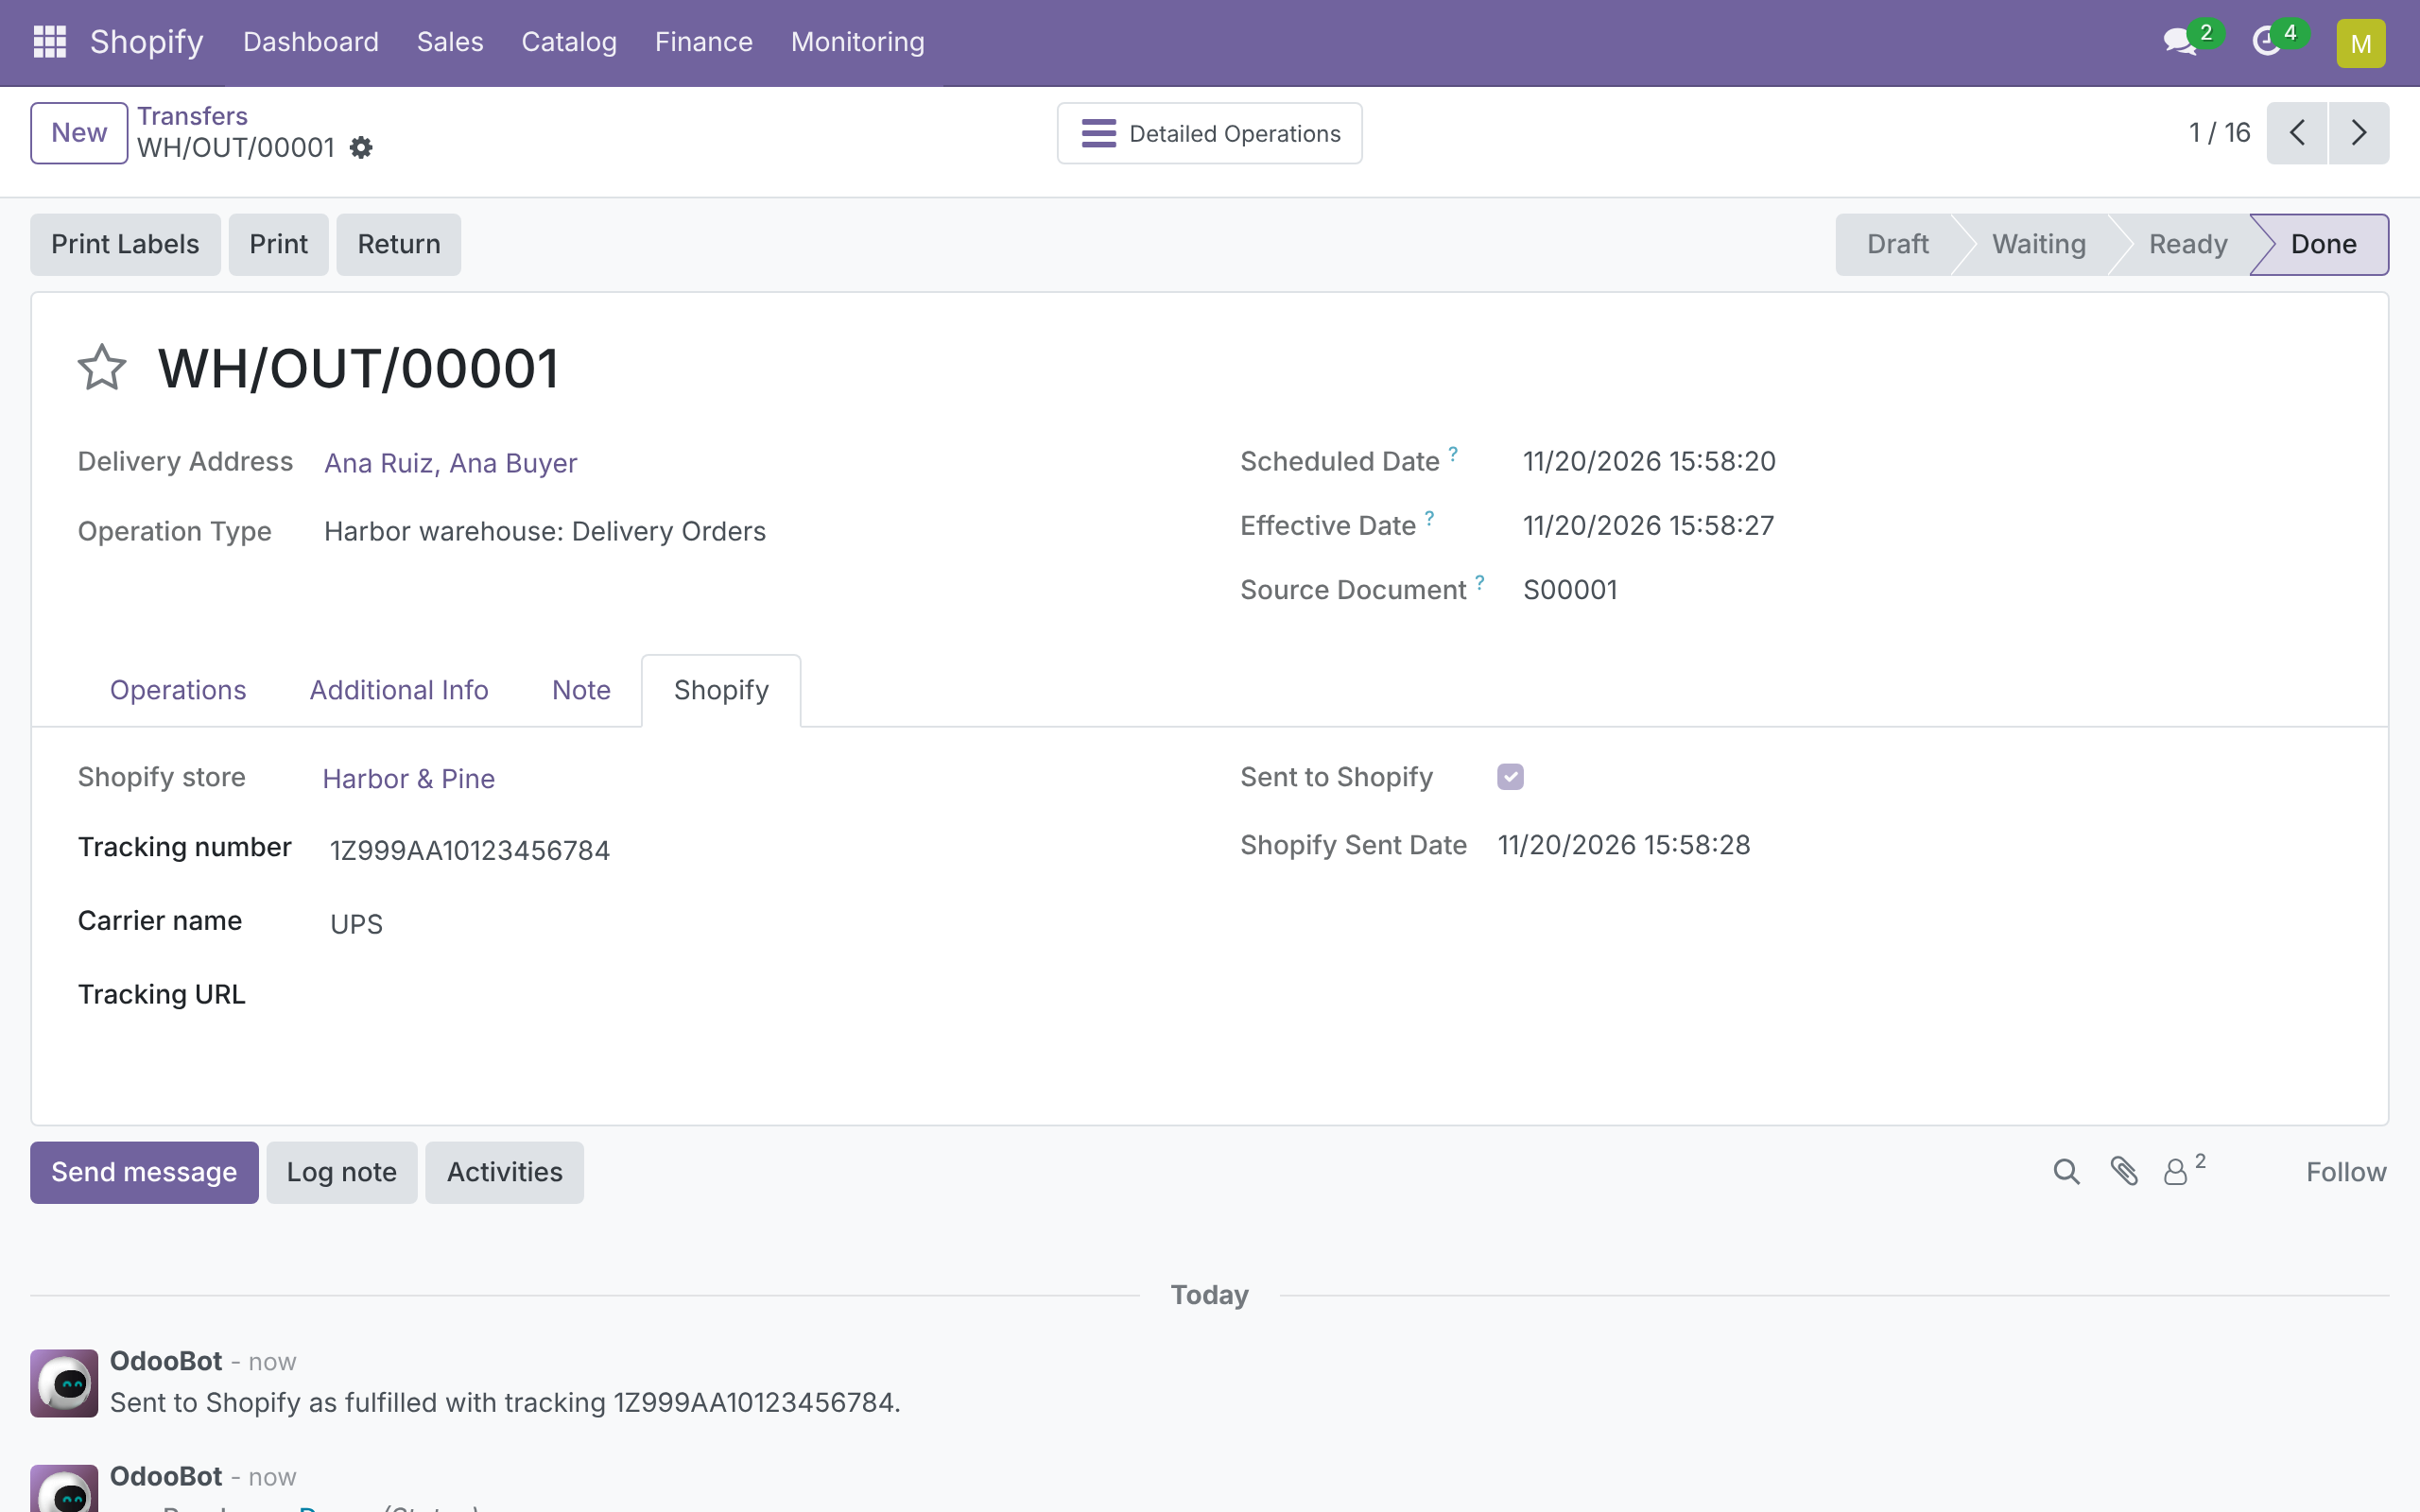 Shopify Dashboard Sales Catalog Finance Monitoring 2 4 M
New Transfers
WH/OUT/00001
Detailed Operations
1 / 16
Print Labels Print Return
Draft Waiting Ready Done
WH/OUT/00001
Delivery Address Ana Ruiz, Ana Buyer
Operation Type Harbor warehouse: Delivery Orders
Scheduled Date ? 11/20/2026 15:58:20
Effective Date ? 11/20/2026 15:58:27
Source Document ? S00001
Operations Additional Info Note Shopify
Shopify store Harbor & Pine
Tracking number 1Z999AA10123456784
Carrier name UPS
Tracking URL
Sent to Shopify
Shopify Sent Date 11/20/2026 15:58:28
Send message Log note Activities
2 Follow
Today
OdooBot - now
Sent to Shopify as fulfilled with tracking 1Z999AA10123456784.
OdooBot - now